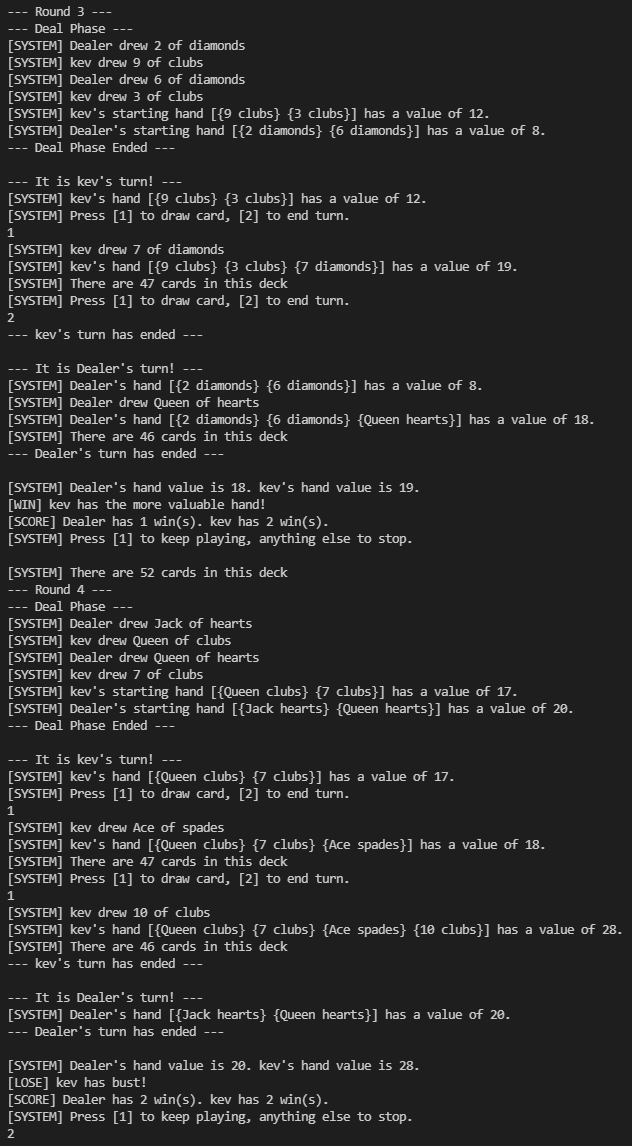 --- Round 3 ---
--- Deal Phase ---
[SYSTEM] Dealer drew 2 of diamonds
[SYSTEM] kev drew 9 of clubs
[SYSTEM] Dealer drew 6 of diamonds
[SYSTEM] kev drew 3 of clubs
[SYSTEM] kev's starting hand [{9 clubs} {3 clubs}] has a value of 12.
[SYSTEM] Dealer's starting hand [{2 diamonds} {6 diamonds}] has a value of 8.
--- Deal Phase Ended ---
--- It is kev's turn! ---
[SYSTEM] kev's hand [{9 clubs} {3 clubs}] has a value of 12.
[SYSTEM] Press [1] to draw card, [2] to end turn.
1
[SYSTEM] kev drew 7 of diamonds
[SYSTEM] kev's hand [{9 clubs} {3 clubs} {7 diamonds}] has a value of 19.
[SYSTEM] There are 47 cards in this deck
[SYSTEM] Press [1] to draw card, [2] to end turn.
2
--- kev's turn has ended ---
--- It is Dealer's turn! ---
[SYSTEM] Dealer's hand [{2 diamonds} {6 diamonds}] has a value of 8.
[SYSTEM] Dealer drew Queen of hearts
[SYSTEM] Dealer's hand [{2 diamonds} {6 diamonds} {Queen hearts}] has a value of 18.
[SYSTEM] There are 46 cards in this deck
--- Dealer's turn has ended ---
[SYSTEM] Dealer's hand value is 18. kev's hand value is 19.
[WIN] kev has the more valuable hand!
[SCORE] Dealer has 1 win(s). kev has 2 win(s).
[SYSTEM] Press [1] to keep playing, anything else to stop.
[SYSTEM] There are 52 cards in this deck
--- Round 4 ---
--- Deal Phase ---
[SYSTEM] Dealer drew Jack of hearts
[SYSTEM] kev drew Queen of clubs
[SYSTEM] Dealer drew Queen of hearts
[SYSTEM] kev drew 7 of clubs
[SYSTEM] kev's starting hand [{Queen clubs} {7 clubs}] has a value of 17.
[SYSTEM] Dealer's starting hand [{Jack hearts} {Queen hearts}] has a value of 20.
--- Deal Phase Ended ---
--- It is kev's turn! ---
[SYSTEM] kev's hand [{Queen clubs} {7 clubs}] has a value of 17.
[SYSTEM] Press [1] to draw card, [2] to end turn.
1
[SYSTEM] kev drew Ace of spades
[SYSTEM] kev's hand [{Queen clubs} {7 clubs} {Ace spades}] has a value of 18.
[SYSTEM] There are 47 cards in this deck
[SYSTEM] Press [1] to draw card, [2] to end turn.
1
[SYSTEM] kev drew 10 of clubs
[SYSTEM] kev's hand [{Queen clubs} {7 clubs} {Ace spades} {10 clubs}] has a value of 28.
[SYSTEM] There are 46 cards in this deck
--- kev's turn has ended ---
--- It is Dealer's turn! ---
[SYSTEM] Dealer's hand [{Jack hearts} {Queen hearts}] has a value of 20.
--- Dealer's turn has ended ---
[SYSTEM] Dealer's hand value is 20. kev's hand value is 28.
[LOSE] kev has bust!
[SCORE] Dealer has 2 win(s). kev has 2 win(s).
[SYSTEM] Press [1] to keep playing, anything else to stop.
2